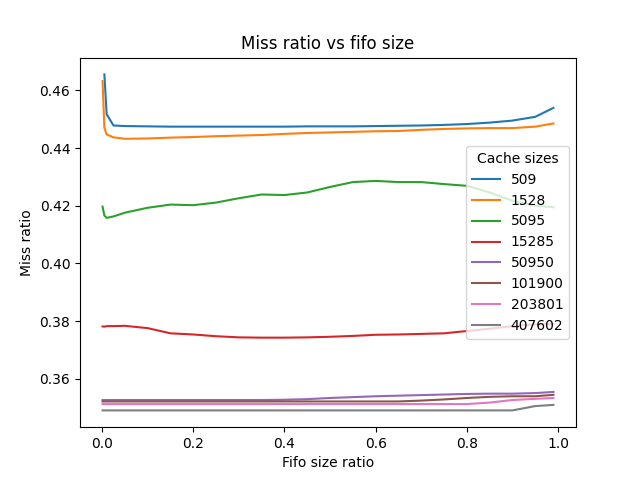 Miss ratio vs fifo size
Miss ratio
0.46
0.44
0.42
0.40
0.38
0.36
Cache sizes
509
1528
5095
15285
50950
101900
203801
407602
0.0 0.2 0.4 0.6 0.8 1.0
Fifo size ratio